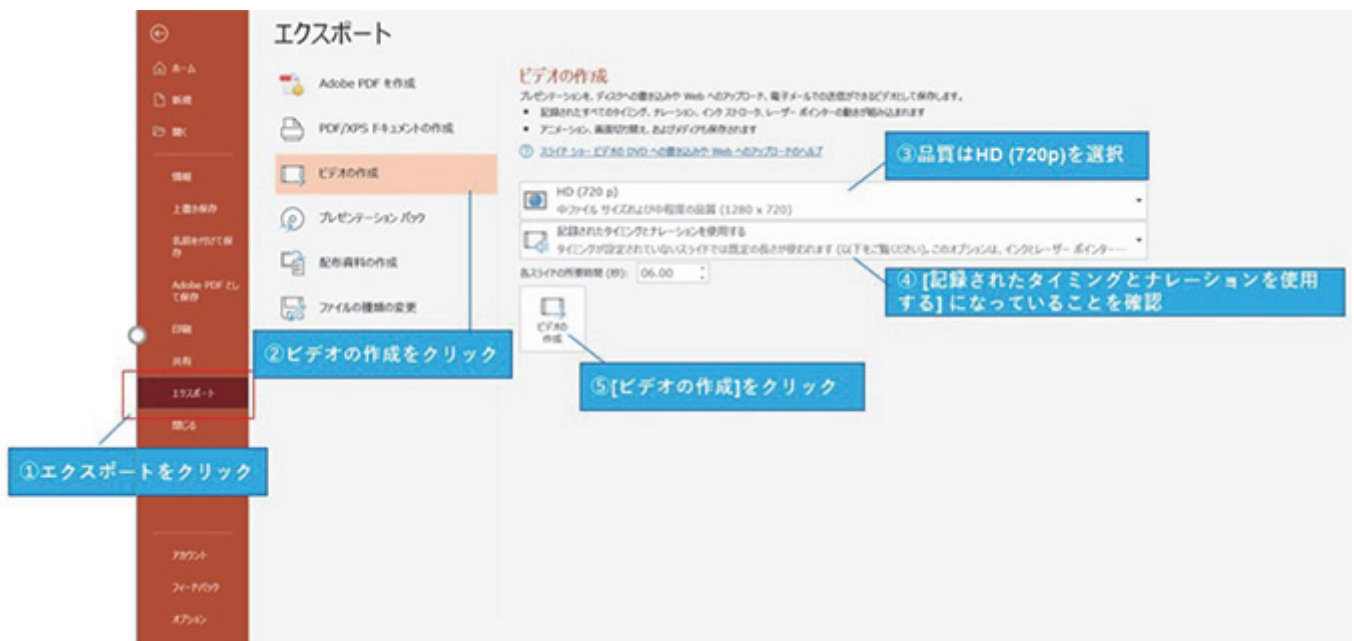 エクスポート
ホーム
新規
開く
情報
上書き保存
名前を付けて保
存
Adobe PDF とし
て保存
印刷
共有
エクスポート
閉じる
アカウント
フィードバック
オプション
Adobe PDF を作成
PDF/XPS ドキュメントの作成
ビデオの作成
プレゼンテーション パック
配布資料の作成
ファイルの種類の変更
ビデオの作成
プレゼンテーションを、ディスクへの書き込みや Web へのアップロード、電子メールでの送信ができるビデオとして保存します。
• 記録されたすべてのタイミング、ナレーション、インク ストローク、レーザー ポインターの動きが組み込まれます
• アニメーション、画面切り替え、およびメディアも保存されます
スライド ショー ビデオの DVD への書き込みや Web へのアップロードのヘルプ
HD (720 p)
中ファイル サイズおよび中程度の品質 (1280 x 720)
記録されたタイミングとナレーションを使用する
タイミングが設定されていないスライドでは既定の長さが使われます (以下をご覧ください)。このオプションは、インクとレーザー ポインター…
各スライドの所要時間 (秒): 06.00
ビデオの
作成
①エクスポートをクリック
②ビデオの作成をクリック
③品質はHD (720p)を選択
④ [記録されたタイミングとナレーションを使用
する] になっていることを確認
⑤[ビデオの作成]をクリック